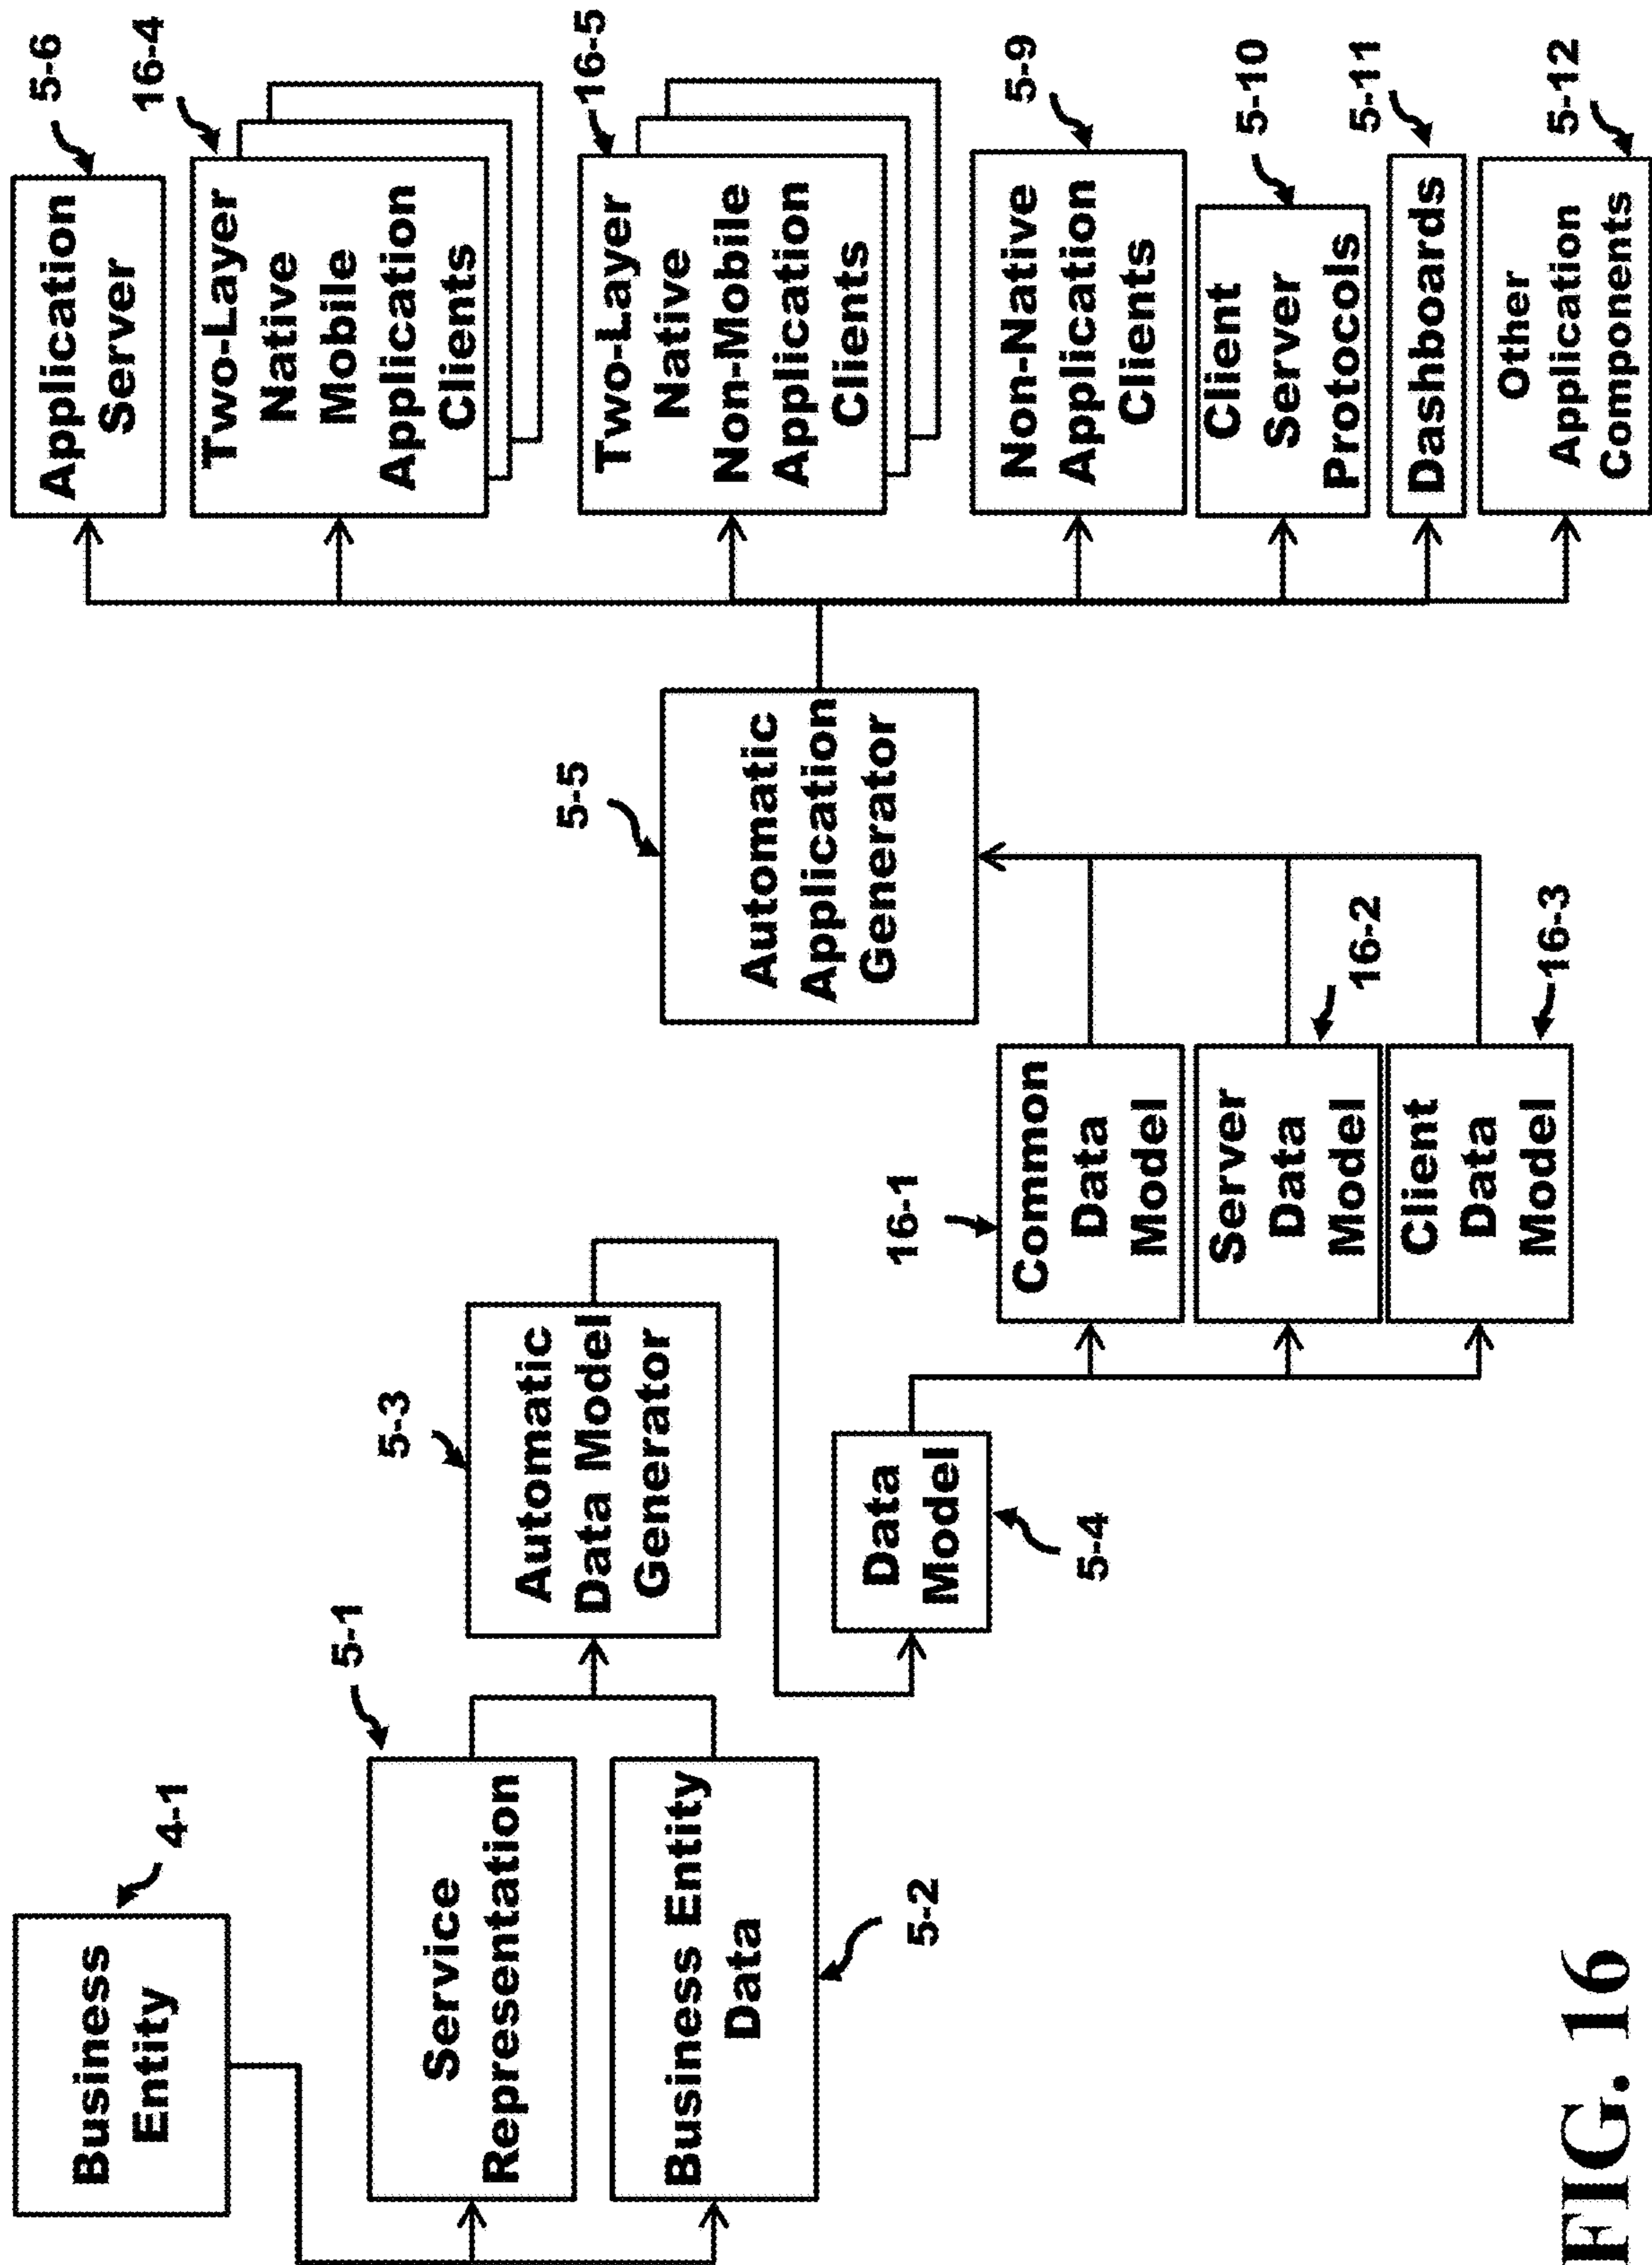 4-1
Business
Entity
5-1
Service
Representation
Business Entity
Data
5-2
5-3
Automatic
Data Model
Generator
Data
Model
5-4
16-1
Common
Data
Model
Server
Data
Model
16-2
Client
Data
Model
16-3
5-5
Automatic
Application
Generator
5-6
Application
Server
16-4
Two-Layer
Native
Mobile
Application
Clients
16-5
Two-Layer
Native
Non-Mobile
Application
Clients
5-9
Non-Native
Application
Clients
5-10
Client
Server
Protocols
5-11
Dashboards
5-12
Other
Application
Components
FIG. 16